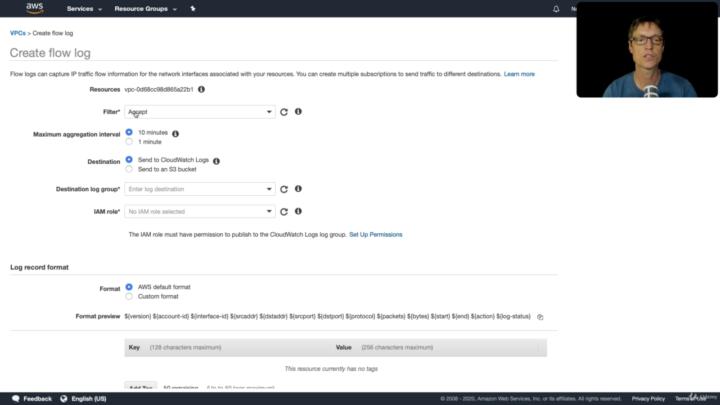 aws Services Resource Groups
VPCs > Create flow log
Create flow log
Flow logs can capture IP traffic flow information for the network interfaces associated with your resources. You can create multiple subscriptions to send traffic to different destinations. Learn more
Resources vpc-0d68cc98d865a22b1
Filter* Accept
Maximum aggregation interval 10 minutes
1 minute
Destination Send to CloudWatch Logs
Send to an S3 bucket
Destination log group* Enter log destination
IAM role* No IAM role selected
The IAM role must have permission to publish to the CloudWatch Logs log group. Set Up Permissions
Log record format
Format AWS default format
Custom format
Format preview ${version} ${account-id} ${interface-id} ${srcaddr} ${dstaddr} ${srcport} ${dstport} ${protocol} ${packets} ${bytes} ${start} ${end} ${action} ${log-status}
Key (128 characters maximum) Value (256 characters maximum)
This resource currently has no tags
Add Tag 50 remaining (Up to 50 tags maximum)
Feedback English (US) © 2008 - 2020, Amazon Web Services, Inc. or its affiliates. All rights reserved. Privacy Policy Terms of Use
Udemy